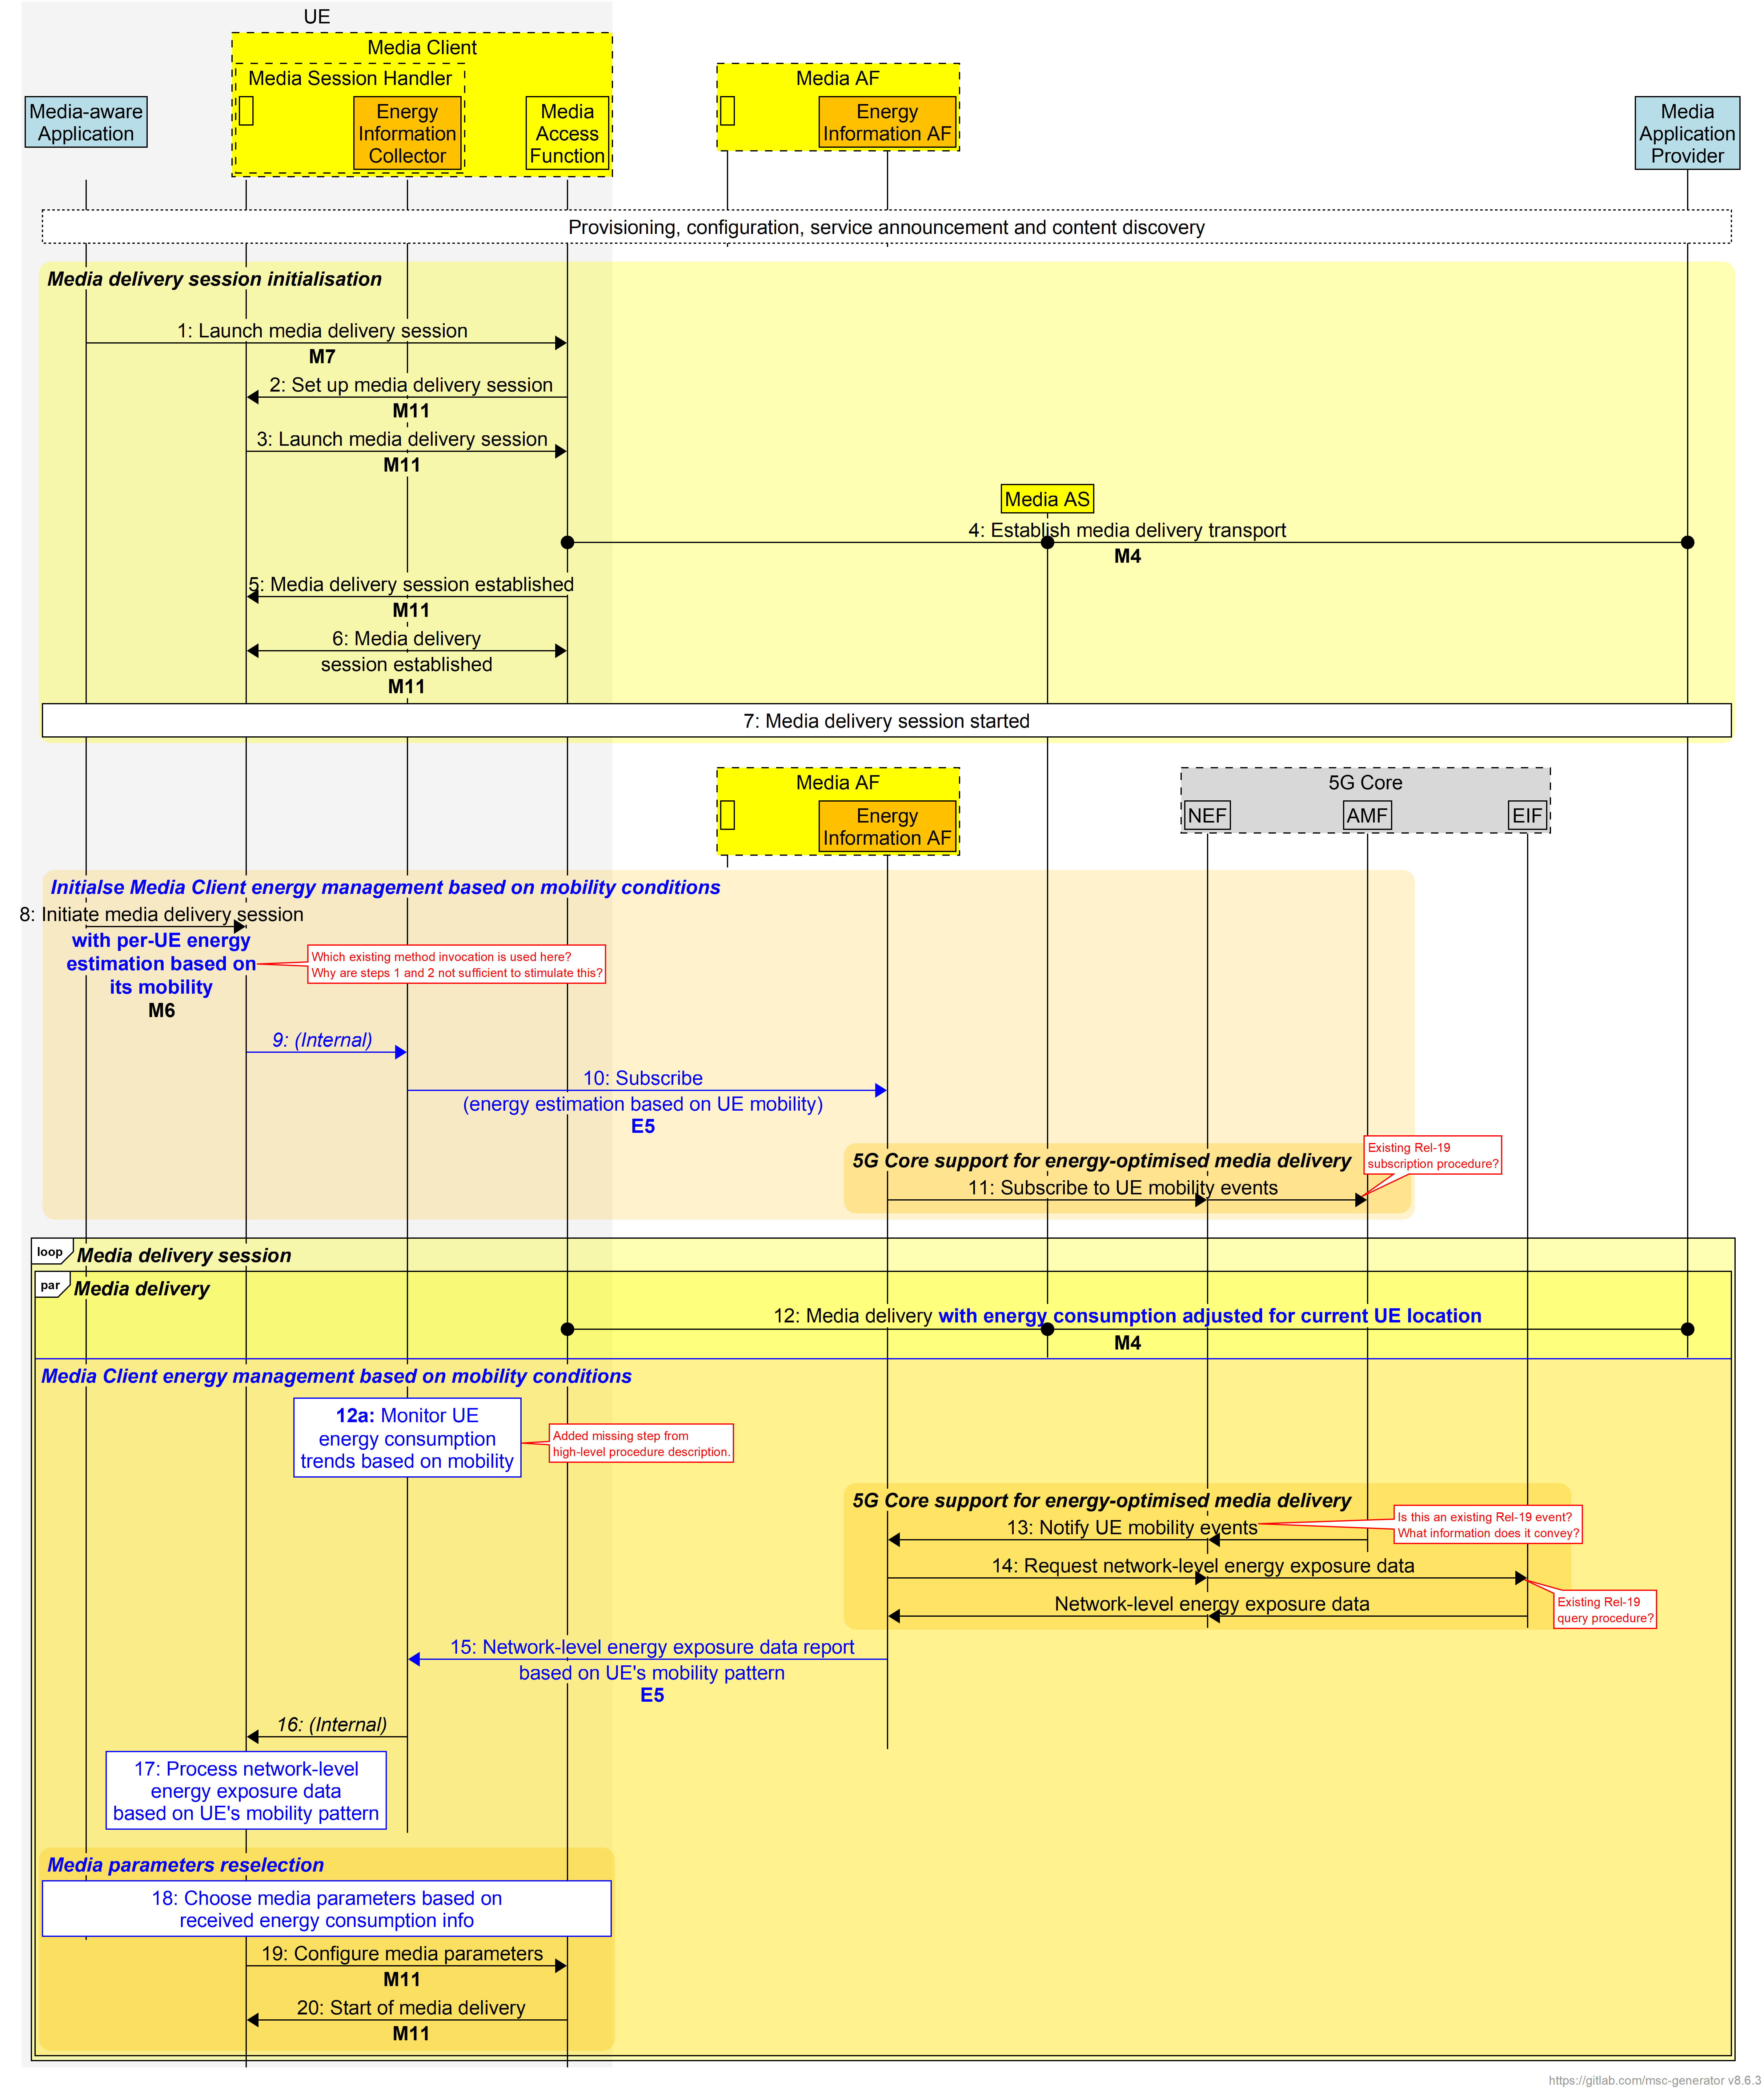 UE
Media Client
Media Session Handler
Media AF
Media-aware
Application
Energy
Information
Collector
Media
Access
Function
Energy
Information AF
Media
Application
Provider
Provisioning, configuration, service announcement and content discovery
Media delivery session initialisation
1: Launch media delivery session
M7
2: Set up media delivery session
M11
3: Launch media delivery session
M11
Media AS
4: Establish media delivery transport
M4
5: Media delivery session established
M11
6: Media delivery
session established
M11
7: Media delivery session started
Media AF
Energy
Information AF
5G Core
NEF
AMF
EIF
Initialse Media Client energy management based on mobility conditions
8: Initiate media delivery session
with per-UE energy
estimation based on
its mobility
M6
Which existing method invocation is used here?
Why are steps 1 and 2 not sufficient to stimulate this?
9: (Internal)
10: Subscribe
(energy estimation based on UE mobility)
E5
Existing Rel-19
subscription procedure?
5G Core support for energy-optimised media delivery
11: Subscribe to UE mobility events
loop
Media delivery session
par
Media delivery
12: Media delivery with energy consumption adjusted for current UE location
M4
Media Client energy management based on mobility conditions
12a: Monitor UE
energy consumption
trends based on mobility
Added missing step from
high-level procedure description.
5G Core support for energy-optimised media delivery
13: Notify UE mobility events
Is this an existing Rel-19 event?
What information does it convey?
14: Request network-level energy exposure data
Network-level energy exposure data
Existing Rel-19
query procedure?
15: Network-level energy exposure data report
based on UE's mobility pattern
E5
16: (Internal)
17: Process network-level
energy exposure data
based on UE's mobility pattern
Media parameters reselection
18: Choose media parameters based on
received energy consumption info
19: Configure media parameters
M11
20: Start of media delivery
M11
https://gitlab.com/msc-generator v8.6.3